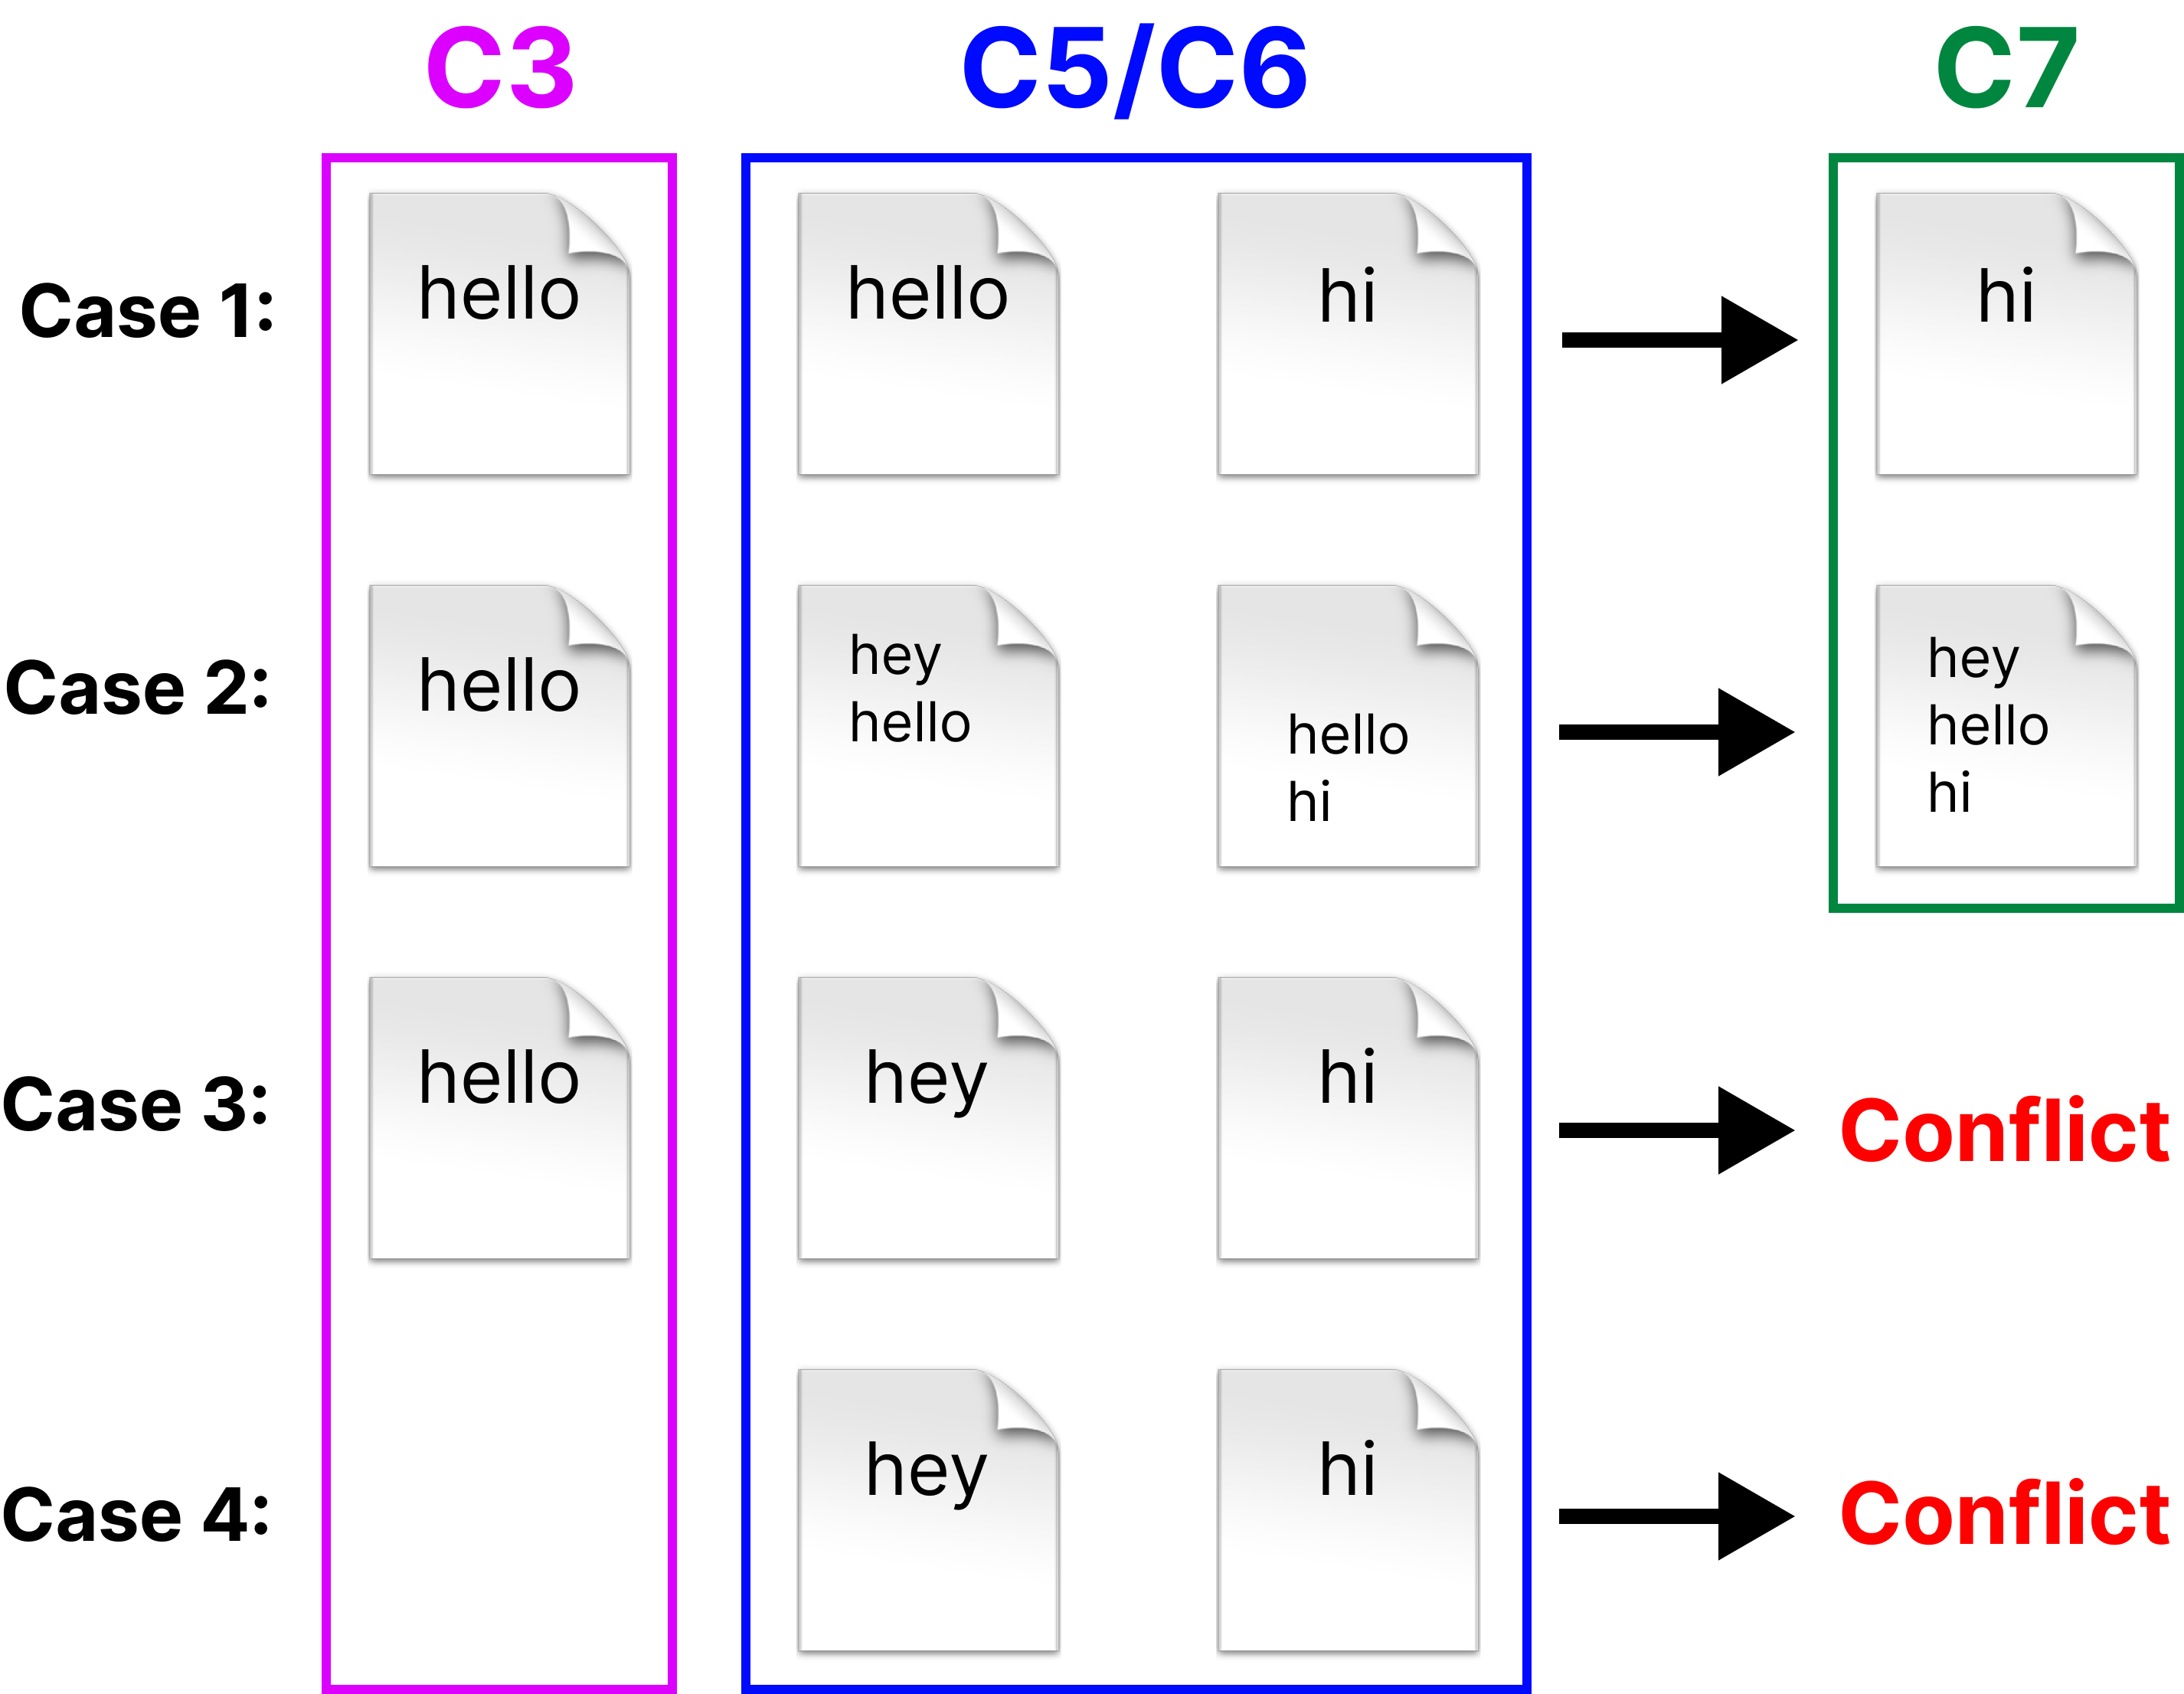 C3 C5/C6 C7
Case 1: hello hello hi hi
Case 2: hello
hey
hello
hello
hi
hey
hello
hi
Case 3: hello hey hi Conflict
Case 4: hey hi Conflict